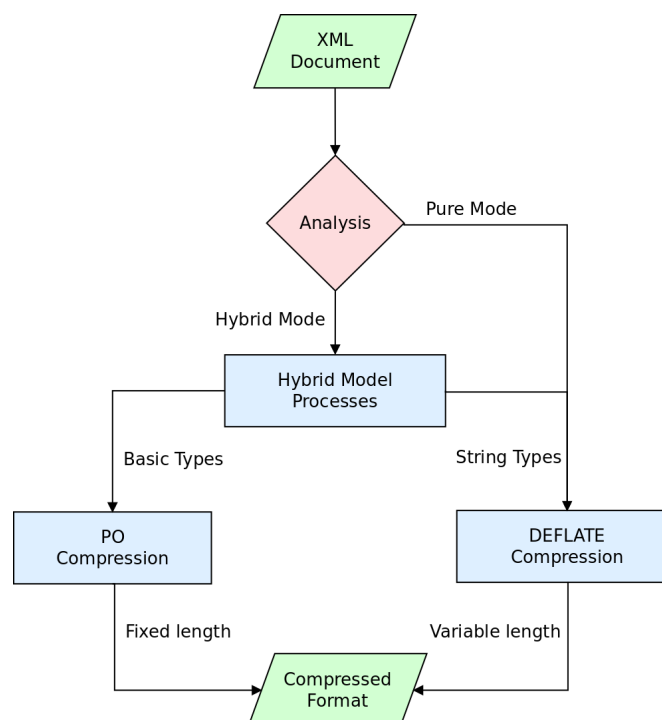 XML
Document
Analysis
Pure Mode
Hybrid Mode
Hybrid Model
Processes
Basic Types
String Types
PO
Compression
DEFLATE
Compression
Fixed length
Variable length
Compressed
Format